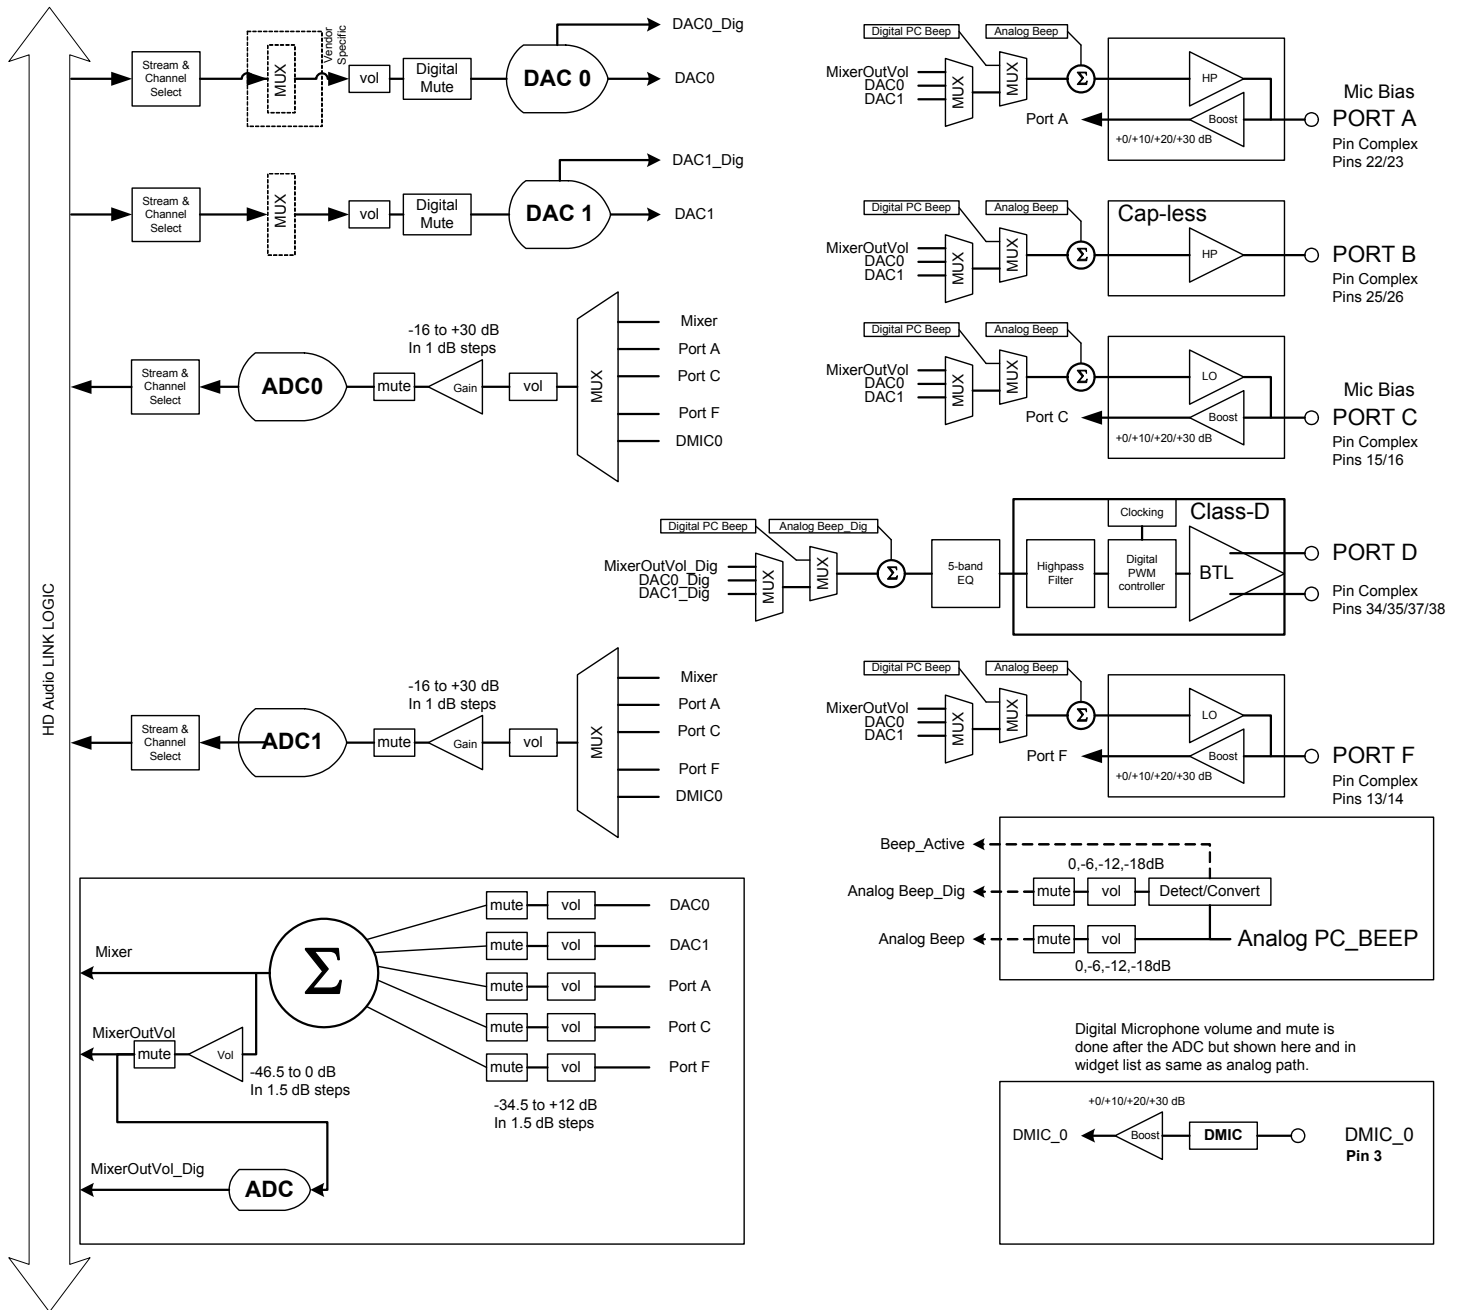 HD Audio LINK LOGIC
Stream &
Channel
Select
MUX
Vendor
Specific
vol
Digital
Mute
DAC 0
DAC0_Dig
DAC0
Stream &
Channel
Select
MUX
vol
Digital
Mute
DAC 1
DAC1_Dig
DAC1
Stream &
Channel
Select
ADC0
mute
-16 to +30 dB
In 1 dB steps
Gain
vol
MUX
Mixer
Port A
Port C
Port F
DMIC0
Stream &
Channel
Select
ADC1
mute
-16 to +30 dB
In 1 dB steps
Gain
vol
MUX
Mixer
Port A
Port C
Port F
DMIC0
Mixer
MixerOutVol
mute
Vol
-46.5 to 0 dB
In 1.5 dB steps
MixerOutVol_Dig
ADC
Σ
mute
vol
DAC0
mute
vol
DAC1
mute
vol
Port A
mute
vol
Port C
mute
vol
Port F
-34.5 to +12 dB
In 1.5 dB steps
Digital PC Beep
Analog Beep
MixerOutVol
DAC0
DAC1
MUX
MUX
Σ
HP
Port A
Boost
+0/+10/+20/+30 dB
Mic Bias
PORT A
Pin Complex
Pins 22/23
Digital PC Beep
Analog Beep
MixerOutVol
DAC0
DAC1
MUX
MUX
Σ
Cap-less
HP
PORT B
Pin Complex
Pins 25/26
Digital PC Beep
Analog Beep
MixerOutVol
DAC0
DAC1
MUX
MUX
Σ
LO
Port C
Boost
+0/+10/+20/+30 dB
Mic Bias
PORT C
Pin Complex
Pins 15/16
Digital PC Beep
Analog Beep_Dig
MixerOutVol_Dig
DAC0_Dig
DAC1_Dig
MUX
MUX
Σ
5-band
EQ
Highpass
Filter
Clocking
Digital
PWM
controller
Class-D
BTL
PORT D
Pin Complex
Pins 34/35/37/38
Digital PC Beep
Analog Beep
MixerOutVol
DAC0
DAC1
MUX
MUX
Σ
LO
Port F
Boost
+0/+10/+20/+30 dB
PORT F
Pin Complex
Pins 13/14
Beep_Active
0,-6,-12,-18dB
Analog Beep_Dig
mute
vol
Detect/Convert
Analog Beep
mute
vol
Analog PC_BEEP
0,-6,-12,-18dB
Digital Microphone volume and mute is
done after the ADC but shown here and in
widget list as same as analog path.
+0/+10/+20/+30 dB
DMIC_0
Boost
DMIC
DMIC_0
Pin 3